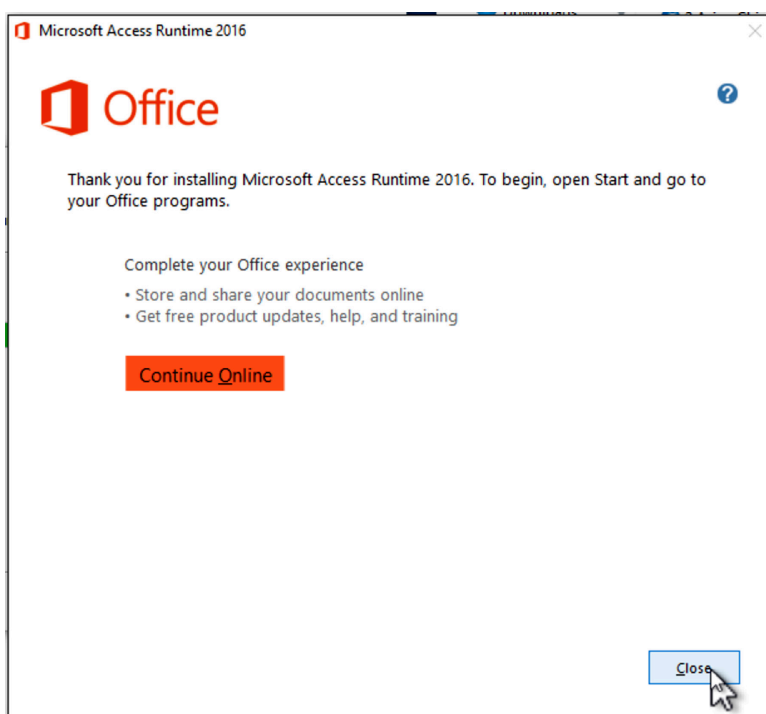 Microsoft Access Runtime 2016
Office
?
Thank you for installing Microsoft Access Runtime 2016. To begin, open Start and go to
your Office programs.
Complete your Office experience
• Store and share your documents online
• Get free product updates, help, and training
Continue Online
Close